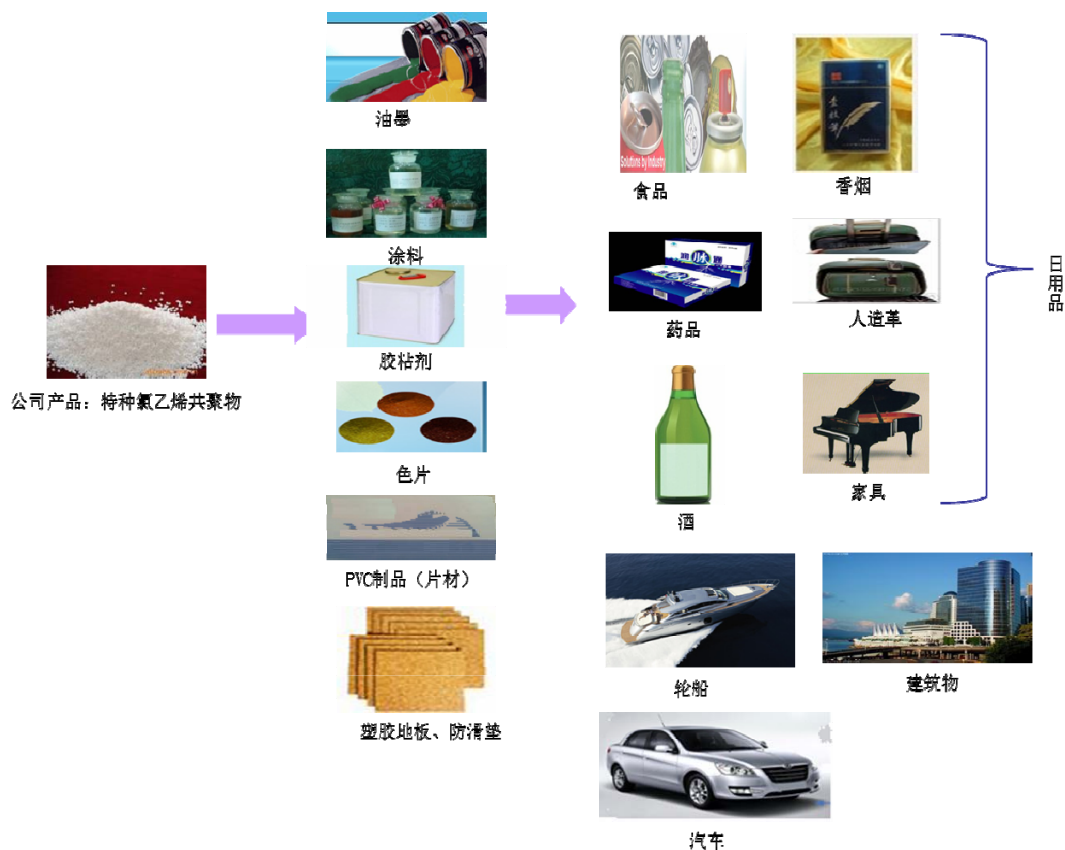 油墨
涂料
公司产品：特种氯乙烯共聚物
胶粘剂
色片
PVC制品（片材）
塑胶地板、防滑垫
Solutions by Industry
食品
香烟
药品
人造革
酒
家具
日用品
轮船
建筑物
汽车